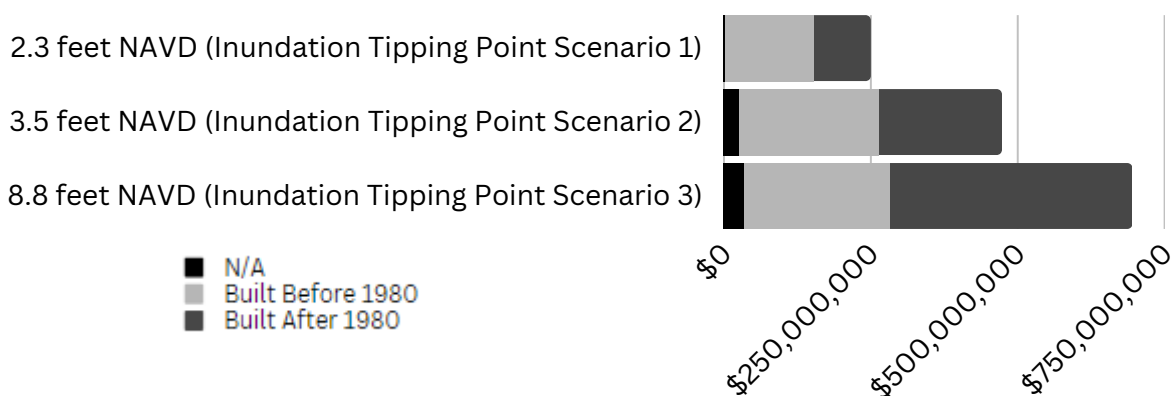 2.3 feet NAVD (Inundation Tipping Point Scenario 1)
3.5 feet NAVD (Inundation Tipping Point Scenario 2)
8.8 feet NAVD (Inundation Tipping Point Scenario 3)
$0
$250,000,000
$500,000,000
$750,000,000
N/A
Built Before 1980
Built After 1980